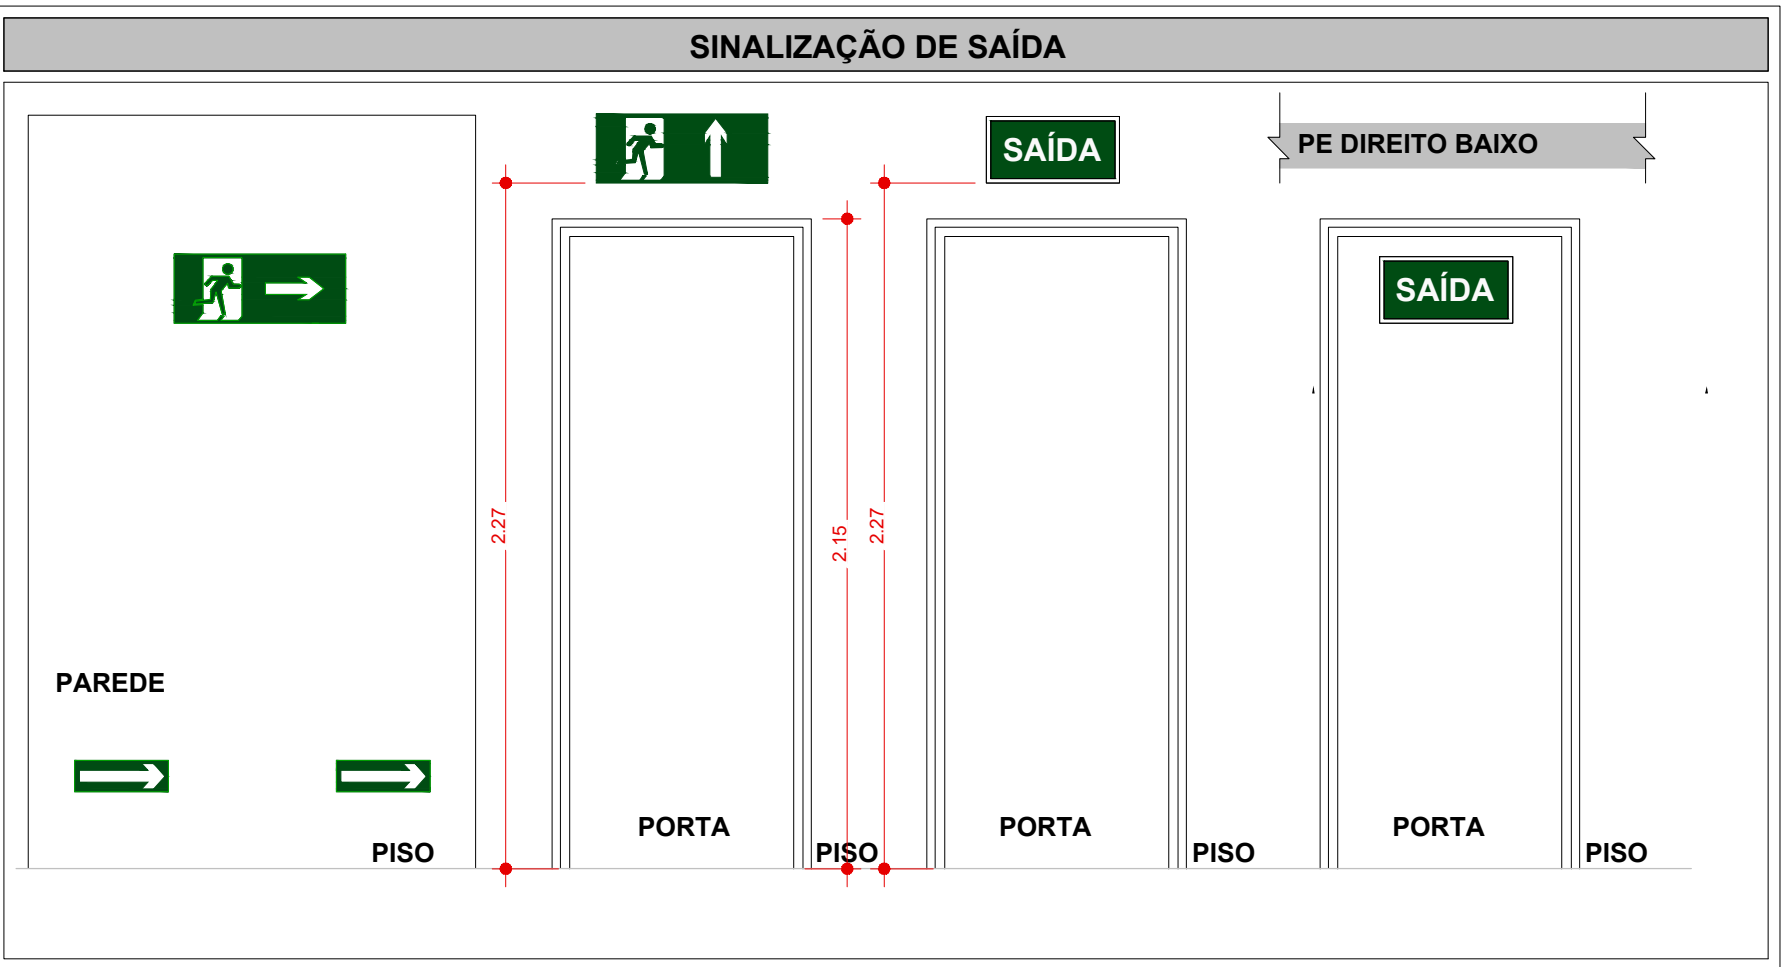 SINALIZAÇÃO DE SAÍDA
SAÍDA
PE DIREITO BAIXO
SAÍDA
2.27
2.15
2.27
PAREDE
PORTA
PORTA
PORTA
PISO
PISO
PISO
PISO